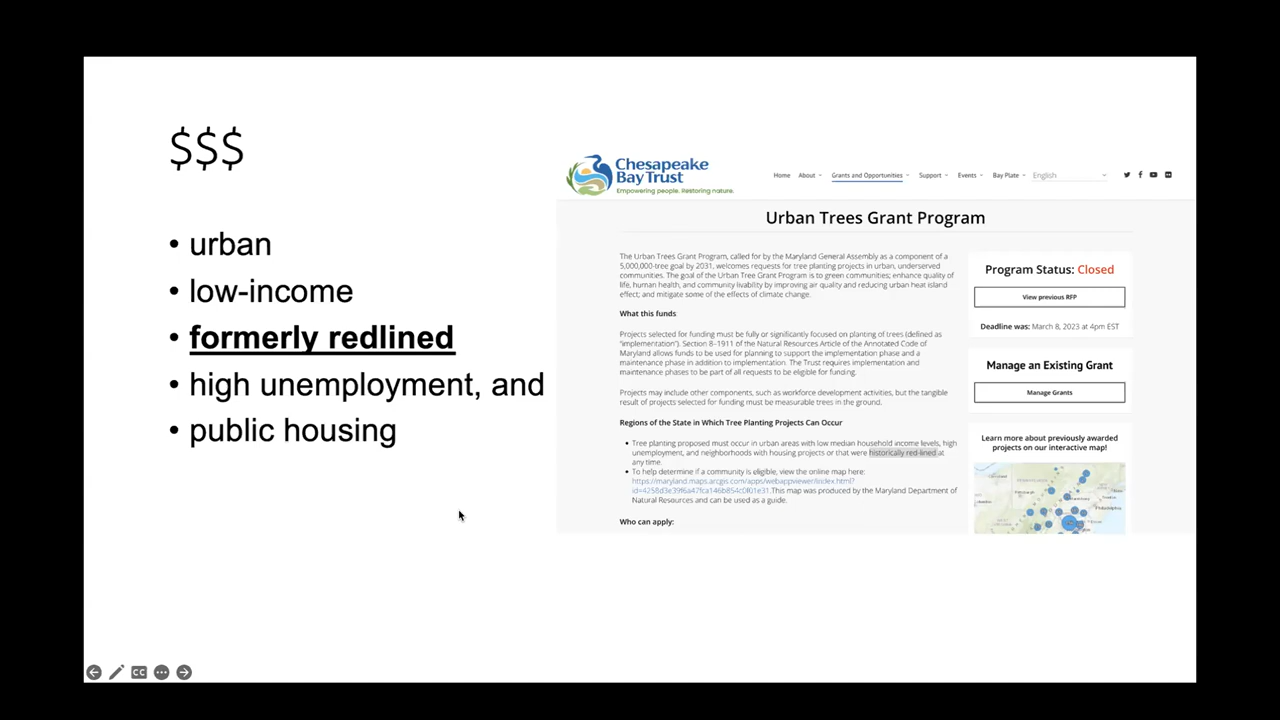 $$$
• urban
• low-income
• formerly redlined
• high unemployment, and
• public housing
Chesapeake
Bay Trust
Empowering people. Restoring nature.
Home About Grants and Opportunities Support Events Bay Plate English
Urban Trees Grant Program
The Urban Trees Grant Program, called for by the Maryland General Assembly as a component of a
5,000,000-tree goal by 2031, welcomes requests for tree planting projects in urban, underserved
communities. The goal of the Urban Tree Grant Program is to green communities; enhance quality of
life, human health, and community livability by improving air quality and reducing urban heat island
effect; and mitigate some of the effects of climate change.
What this funds
Projects selected for funding must be fully or significantly focused on planting of trees (defined as
"implementation"). Section 8-1911 of the Natural Resources Article of the Annotated Code of
Maryland allows funds to be used for planning to support the implementation phase and a
maintenance phase in addition to implementation. The Trust requires implementation and
maintenance phases to be part of all requests to be eligible for funding.
Projects may include other components, such as workforce development activities, but the tangible
result of projects selected for funding must be measurable trees in the ground.
Regions of the State in Which Tree Planting Projects Can Occur
• Tree planting proposed must occur in urban areas with low median household income levels, high
unemployment, and neighborhoods with housing projects or that were historically red-lined at
any time.
• To help determine if a community is eligible, view the online map here:
https://maryland.maps.arcgis.com/apps/webappviewer/index.html?
id=4258d3e39f6a47fca146b854c0f01e31.This map was produced by the Maryland Department of
Natural Resources and can be used as a guide.
Who can apply:
Program Status: Closed
View previous RFP
Deadline was: March 8, 2023 at 4pm EST
Manage an Existing Grant
Manage Grants
Learn more about previously awarded
projects on our interactive map!
Philadelphia
CC